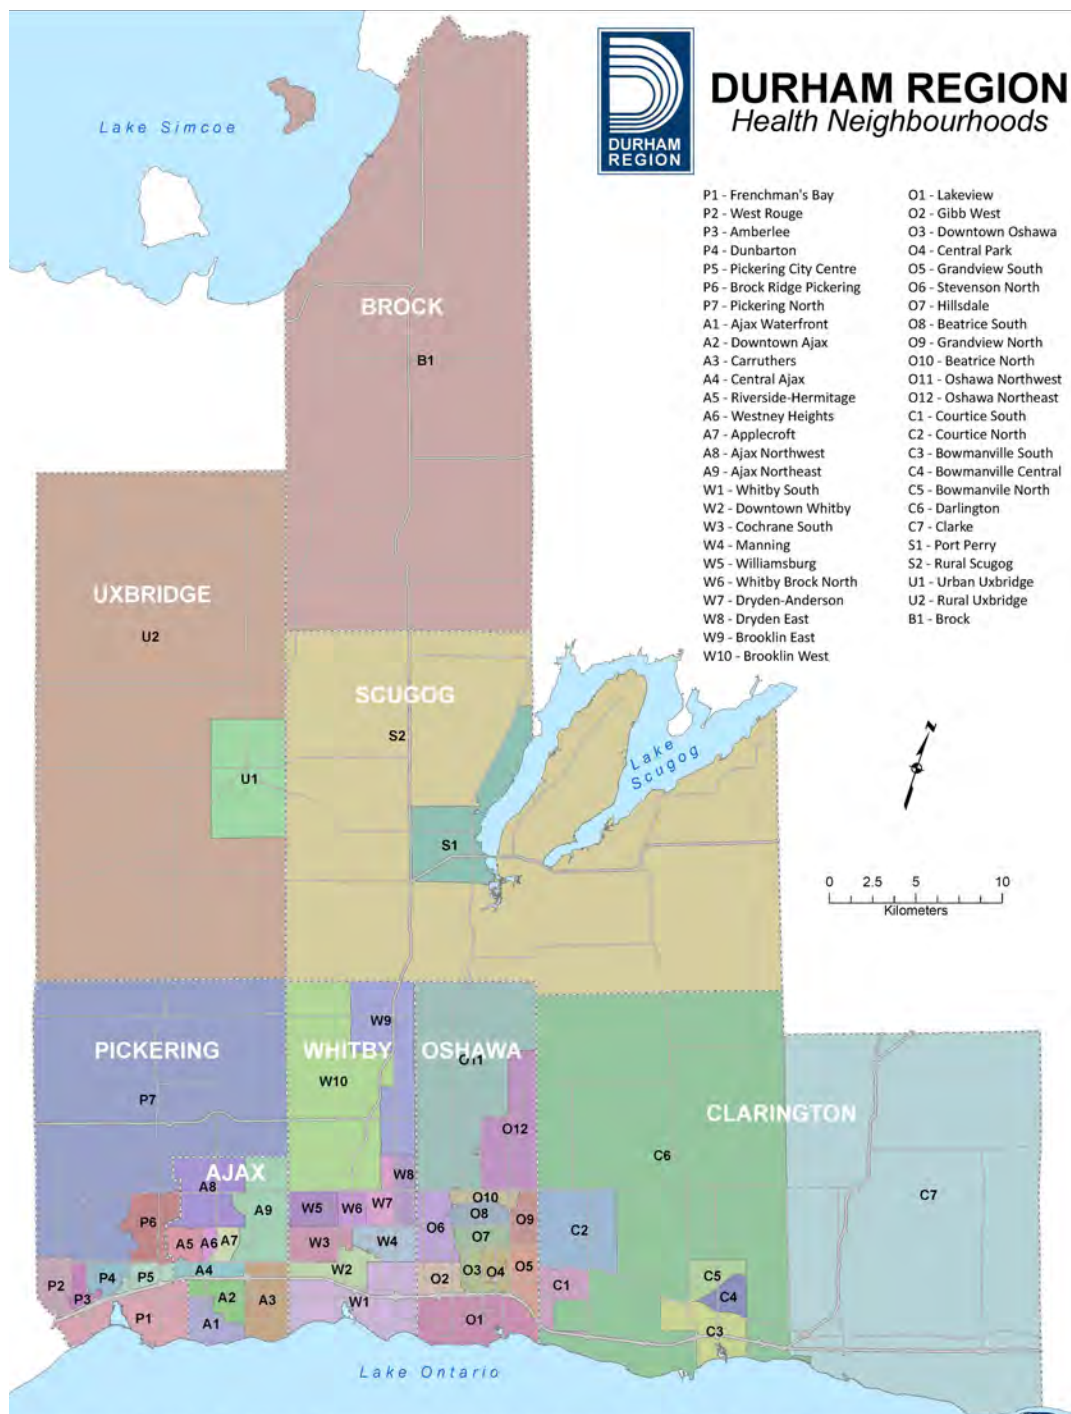 DURHAM REGION
Health Neighbourhoods
DURHAM
REGION
P1 - Frenchman's Bay
P2 - West Rouge
P3 - Amberlee
P4 - Dunbarton
P5 - Pickering City Centre
P6 - Brock Ridge Pickering
P7 - Pickering North
A1 - Ajax Waterfront
A2 - Downtown Ajax
A3 - Carruthers
A4 - Central Ajax
A5 - Riverside-Hermitage
A6 - Westney Heights
A7 - Applecroft
A8 - Ajax Northwest
A9 - Ajax Northeast
W1 - Whitby South
W2 - Downtown Whitby
W3 - Cochrane South
W4 - Manning
W5 - Williamsburg
W6 - Whitby Brock North
W7 - Dryden-Anderson
W8 - Dryden East
W9 - Brooklin East
W10 - Brooklin West
O1 - Lakeview
O2 - Gibb West
O3 - Downtown Oshawa
O4 - Central Park
O5 - Grandview South
O6 - Stevenson North
O7 - Hillsdale
O8 - Beatrice South
O9 - Grandview North
O10 - Beatrice North
O11 - Oshawa Northwest
O12 - Oshawa Northeast
C1 - Courtice South
C2 - Courtice North
C3 - Bowmanville South
C4 - Bowmanville Central
C5 - Bowmanvile North
C6 - Darlington
C7 - Clarke
S1 - Port Perry
S2 - Rural Scugog
U1 - Urban Uxbridge
U2 - Rural Uxbridge
B1 - Brock
Lake Simcoe
BROCK
B1
UXBRIDGE
U2
U1
SCUGOG
S2
S1
Lake
Scugog
N
0 2.5 5 10
Kilometers
PICKERING
P7
WHITBY
W9
W10
OSHAWA
O11
O12
CLARINGTON
C6
C7
AJAX
A8
A9
P6
A5
A6
A7
P2
P3
P4
P5
A4
P1
A2
A1
A3
W8
W5
W6
W7
W3
W4
W2
W1
O10
O8
O9
O6
O7
O5
O2
O3
O4
O1
C2
C1
C5
C4
C3
Lake Ontario